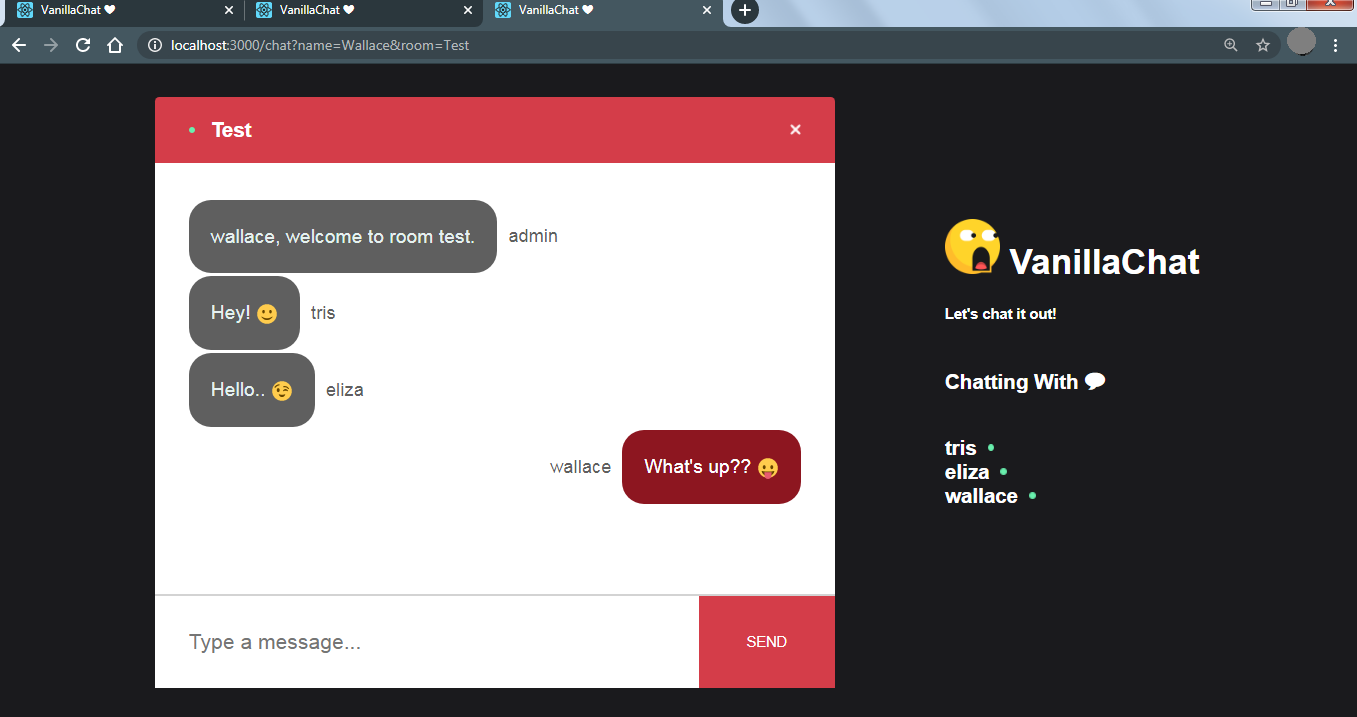 VanillaChat ❤ VanillaChat ❤ VanillaChat ❤
localhost:3000/chat?name=Wallace&room=Test
Test
wallace, welcome to room test. admin
Hey! 🙂 tris
Hello.. 😉 eliza
wallace What's up?? 😛
Type a message... SEND
VanillaChat
Let's chat it out!
Chatting With 💬
tris
eliza
wallace